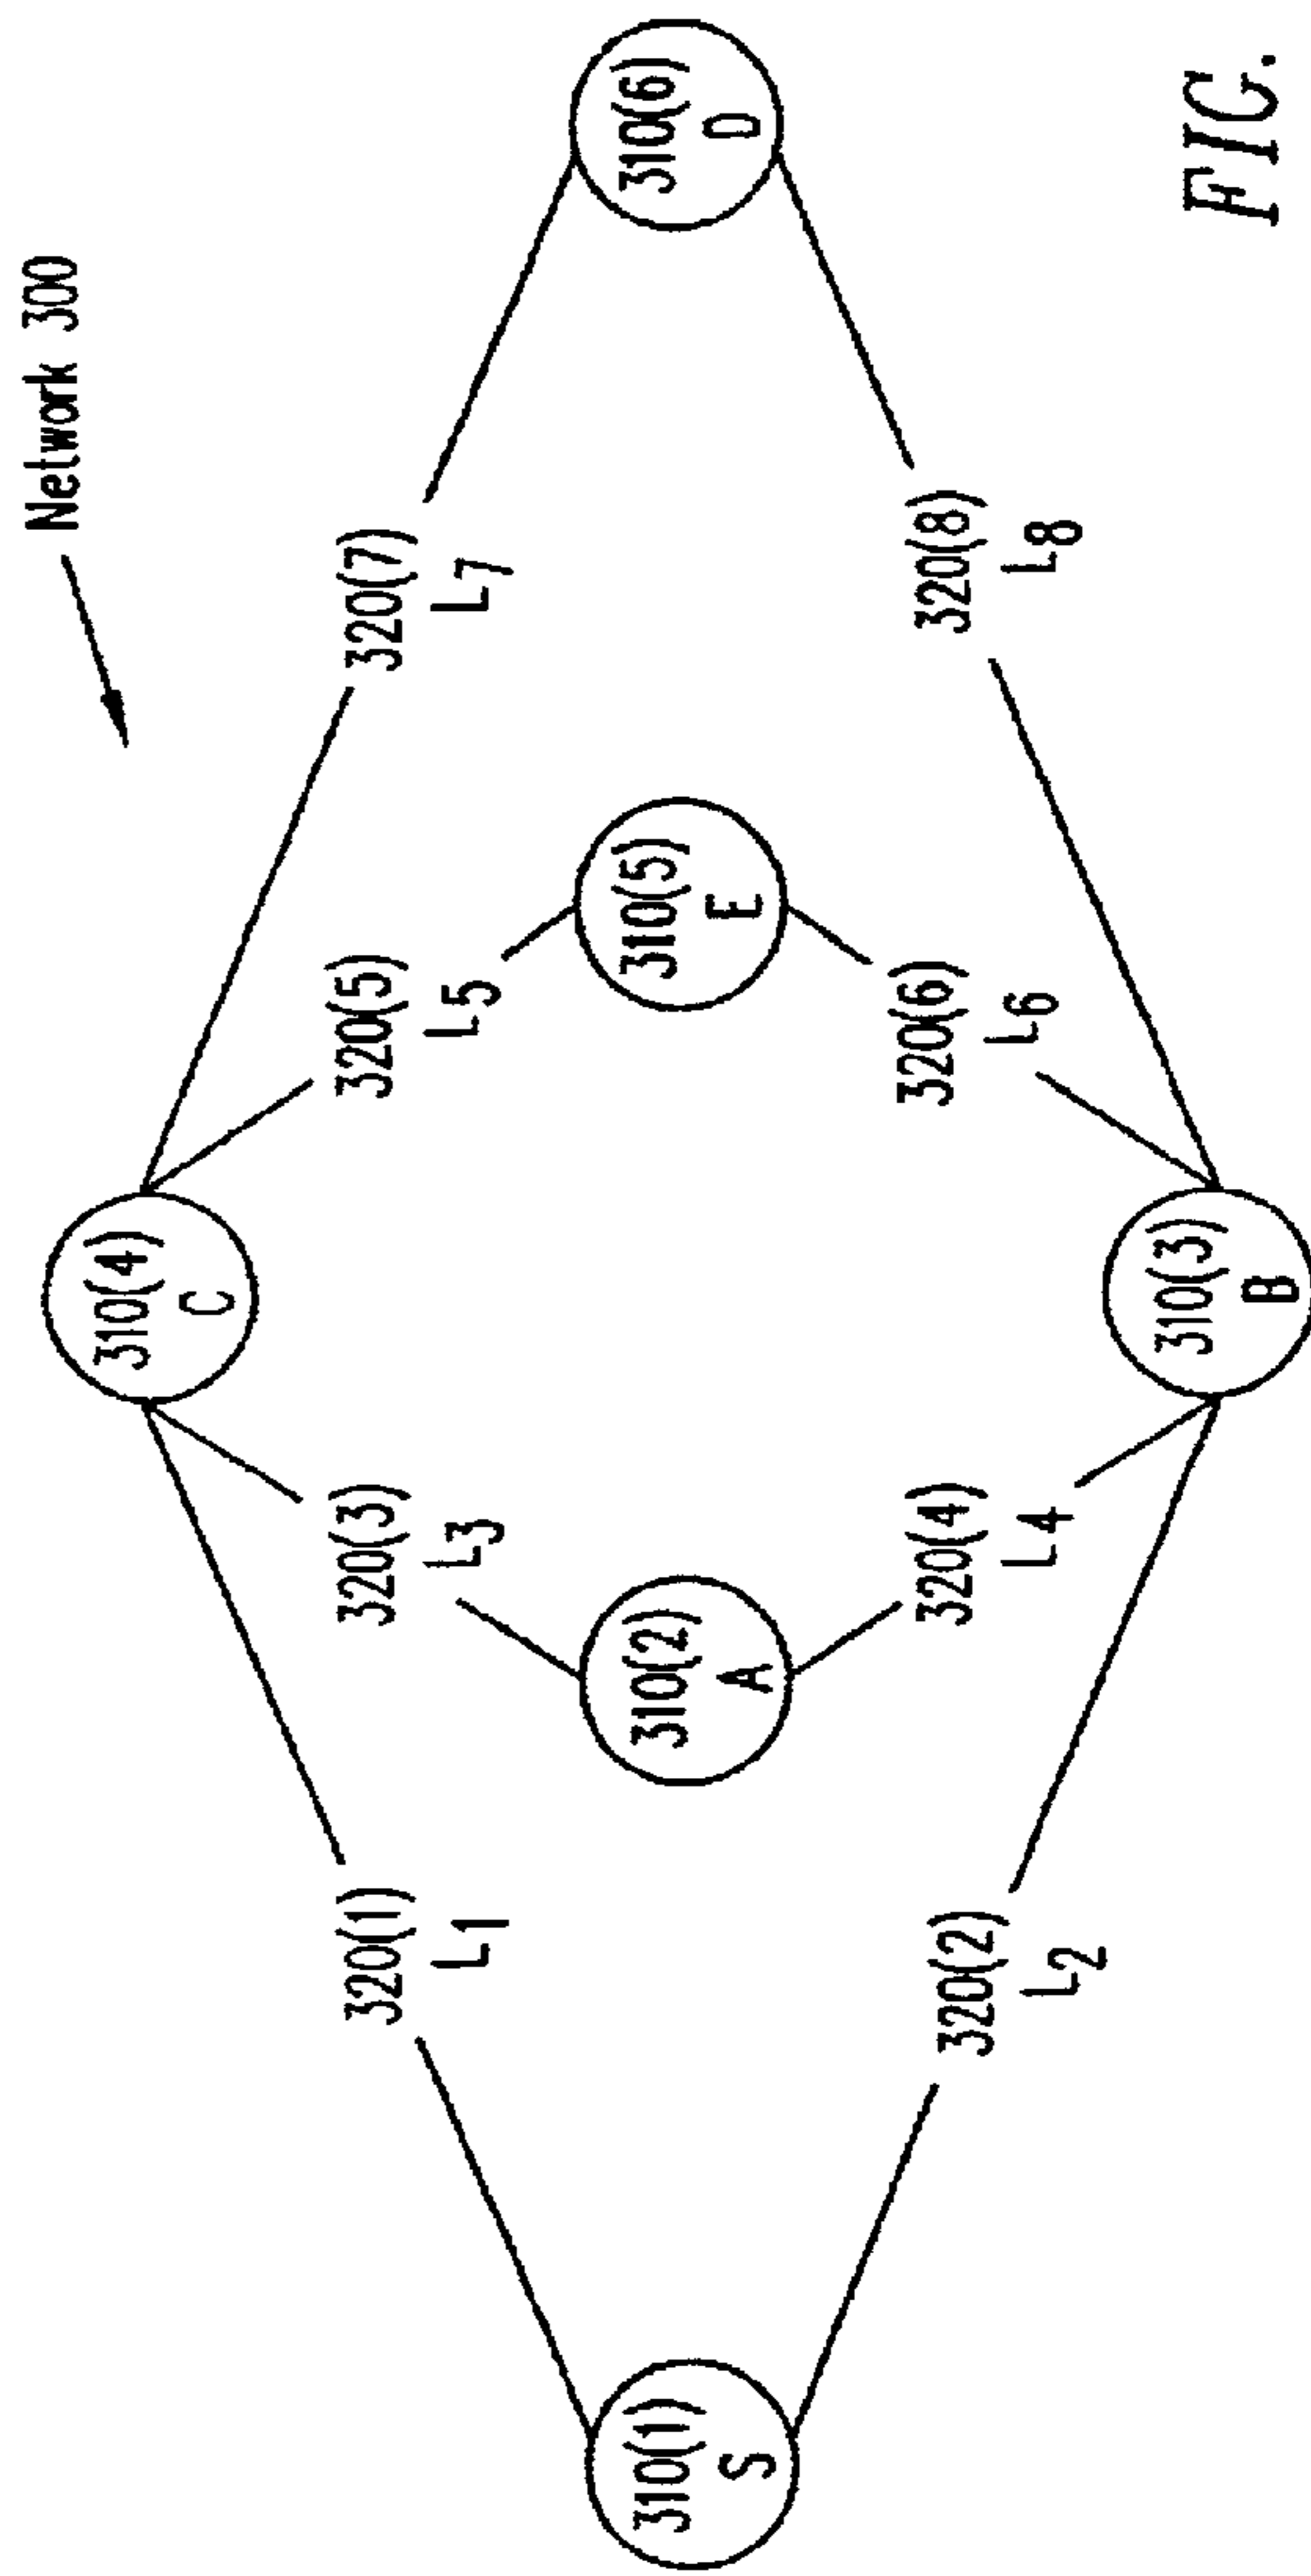 Network 300
310(4)
C
320(1)
L1
320(3)
L3
320(5)
L5
320(7)
L7
310(1)
S
310(2)
A
310(5)
E
310(6)
D
320(2)
L2
320(4)
L4
320(6)
L6
320(8)
L8
310(3)
B
FIG.